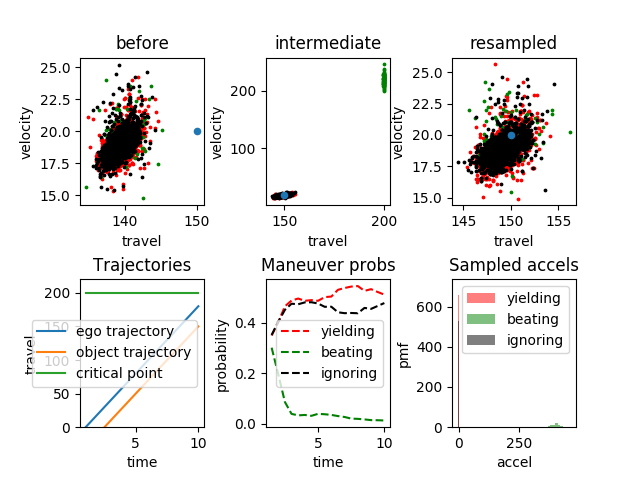 before
intermediate
resampled
25.0
22.5
20.0
17.5
15.0
velocity
140
150
travel
200
100
velocity
150
200
travel
25.0
22.5
20.0
17.5
15.0
velocity
145
150
155
travel
Trajectories
Maneuver probs
Sampled accels
200
150
100
50
0
travel
ego trajectory
object trajectory
critical point
5
10
time
0.4
0.2
0.0
probability
yielding
beating
ignoring
5
10
time
600
400
200
0
pmf
yielding
beating
ignoring
0
250
accel